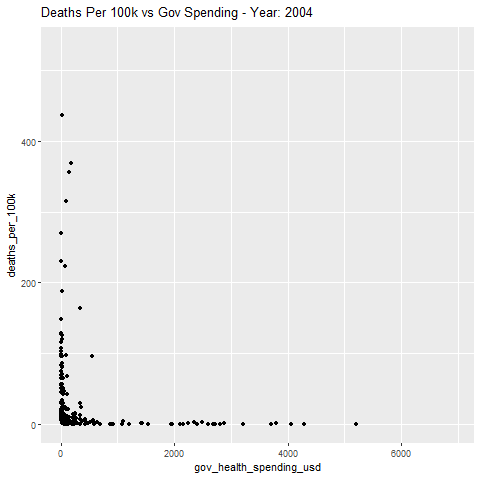 Deaths Per 100k vs Gov Spending - Year: 2004
deaths_per_100k
400
200
0
0 2000 4000 6000
gov_health_spending_usd